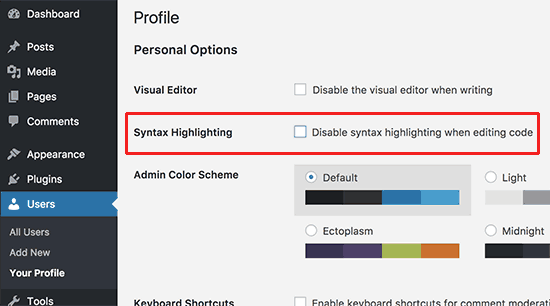 Dashboard
Posts
Media
Pages
Comments
Appearance
Plugins
Users
All Users
Add New
Your Profile
Tools
Profile
Personal Options
Visual Editor
Disable the visual editor when writing
Syntax Highlighting
Disable syntax highlighting when editing code
Admin Color Scheme
Default
Light
Ectoplasm
Midnight
Keyboard Shortcuts
Enable keyboard shortcuts for comment moderati